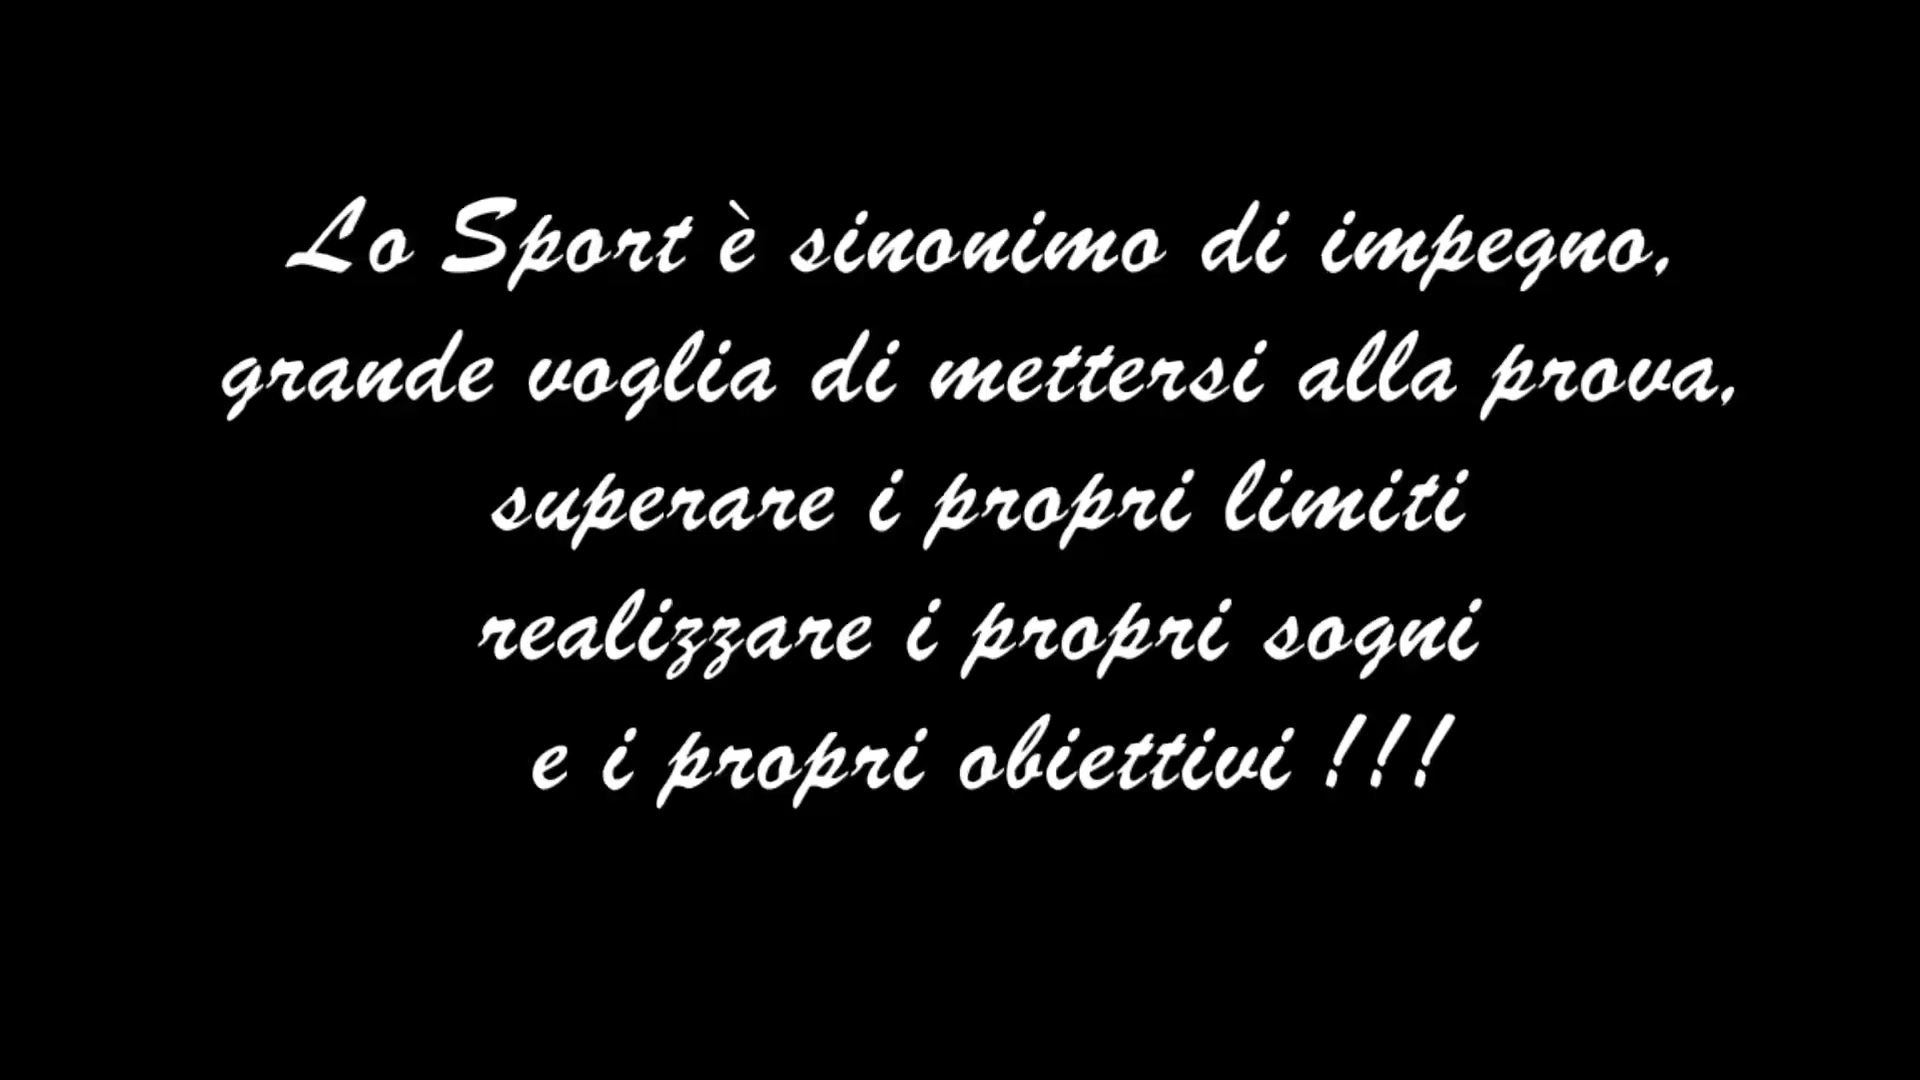 Lo Sport è sinonimo di impegno,
grande voglia di mettersi alla prova,
superare i propri limiti
realizzare i propri sogni
e i propri obiettivi !!!